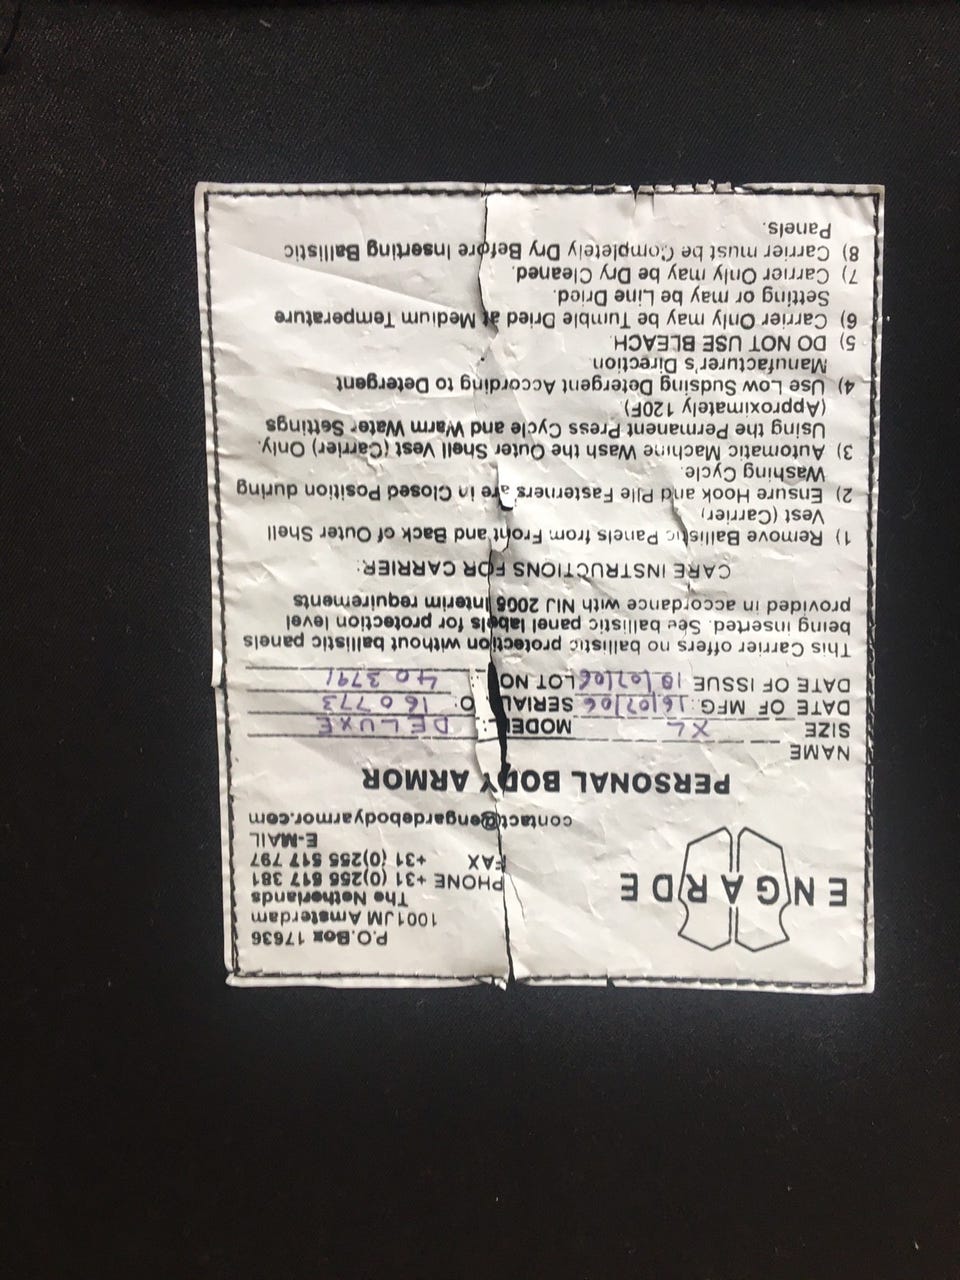 ENGARDE
P.O.Box 17636
1001JM Amsterdam
The Netherlands
PHONE +31 (0)255 518 381
FAX +31 (0)255 517 797
E-MAIL
contact@engardebodyarmor.com
PERSONAL BODY ARMOR
NAME
SIZE XL MODEL: DELUXE
DATE OF MFG: 16/07/06 SERIAL O: 160773
DATE OF ISSUE 18/07/06 LOT NO 403791
This Carrier offers no ballistic protection without ballistic panels
being inserted. See ballistic panel labels for protection level
provided in accordance with NIJ 2005 Interim requirements
CARE INSTRUCTIONS FOR CARRIER:
1) Remove Ballistic Panels from Front and Back of Outer Shell
Vest (Carrier)
2) Ensure Hook and Pile Fasterners are in Closed Position during
Washing Cycle.
3) Automatic Machine Wash the Outer Shell Vest (Carrier) Only.
Using the Permanent Press Cycle and Warm Water Settings
(Approximately 120F)
4) Use Low Sudsing Detergent According to Detergent
Manufacturer's Direction
5) DO NOT USE BLEACH.
6) Carrier Only may be Tumble Dried at Medium Temperature
Setting or may be Line Dried.
7) Carrier Only may be Dry Cleaned.
8) Carrier must be Completely Dry Before Inserting Ballistic
Panels.